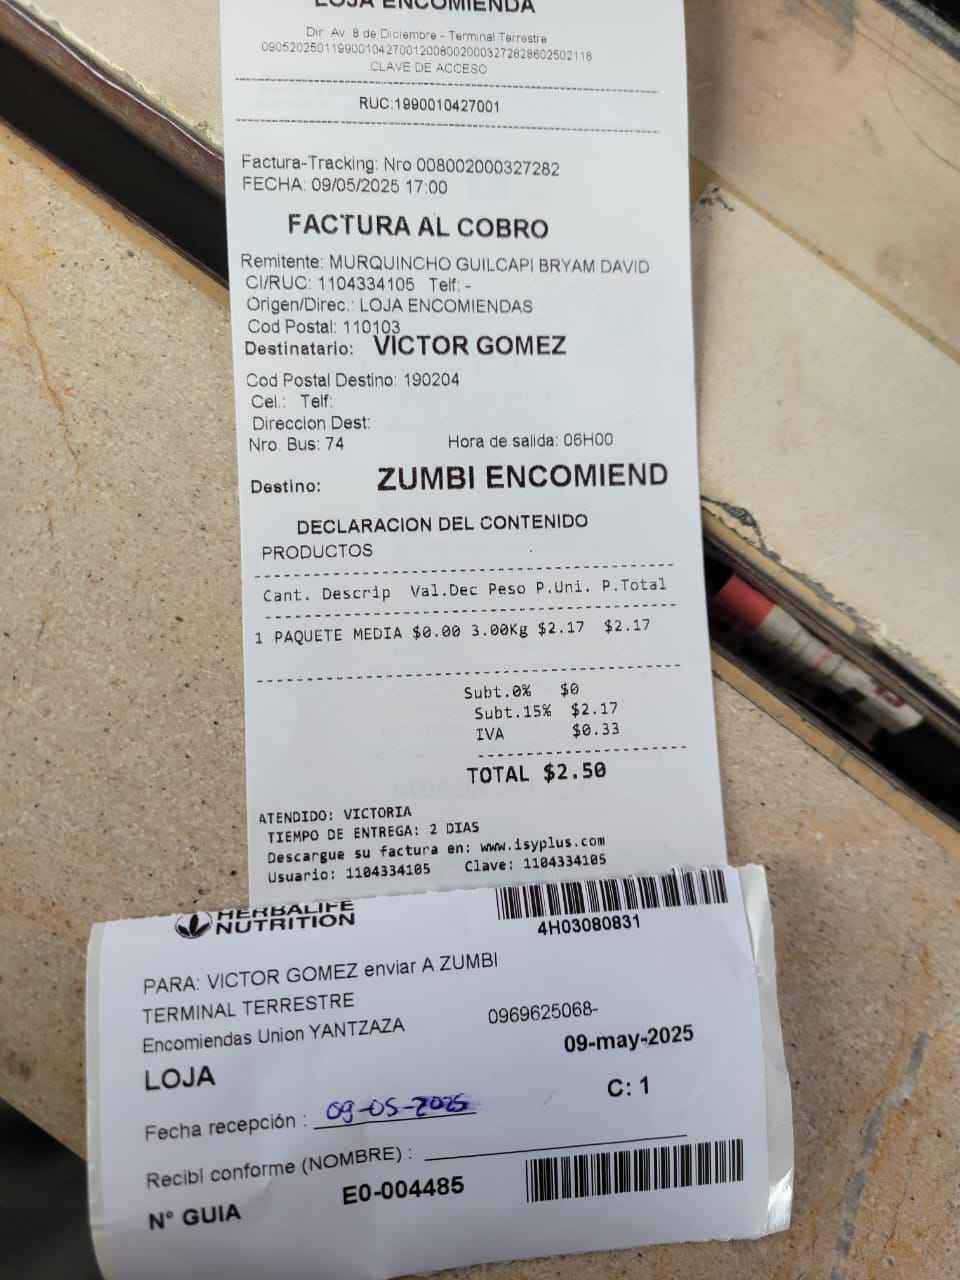 LOJA ENCOMIENDA
Dir: Av. 8 de Diciembre - Terminal Terrestre
0905202501199001042700120080020003272828602502118
CLAVE DE ACCESO
RUC:1990010427001
Factura-Tracking: Nro 008002000327282
FECHA: 09/05/2025 17:00
FACTURA AL COBRO
Remitente: MURQUINCHO GUILCAPI BRYAM DAVID
CI/RUC: 1104334105 Telf: -
Origen/Direc.: LOJA ENCOMIENDAS
Cod Postal: 110103
Destinatario: VICTOR GOMEZ
Cod Postal Destino: 190204
Cel.: Telf:
Direccion Dest:
Nro. Bus: 74 Hora de salida: 06H00
Destino: ZUMBI ENCOMIEND
DECLARACION DEL CONTENIDO
PRODUCTOS
Cant. Descrip Val.Dec Peso P.Uni. P.Total
1 PAQUETE MEDIA $0.00 3.00Kg $2.17 $2.17
Subt.0% $0
Subt.15% $2.17
IVA $0.33
TOTAL $2.50
ATENDIDO: VICTORIA
TIEMPO DE ENTREGA: 2 DIAS
Descargue su factura en: www.isyplus.com
Usuario: 1104334105 Clave: 1104334105
HERBALIFE
NUTRITION
4H03080831
PARA: VICTOR GOMEZ enviar A ZUMBI
TERMINAL TERRESTRE
Encomiendas Union YANTZAZA 0969625068-
09-may-2025
LOJA
C: 1
Fecha recepción : 09-05-2025
Recibí conforme (NOMBRE) :
N° GUIA E0-004485